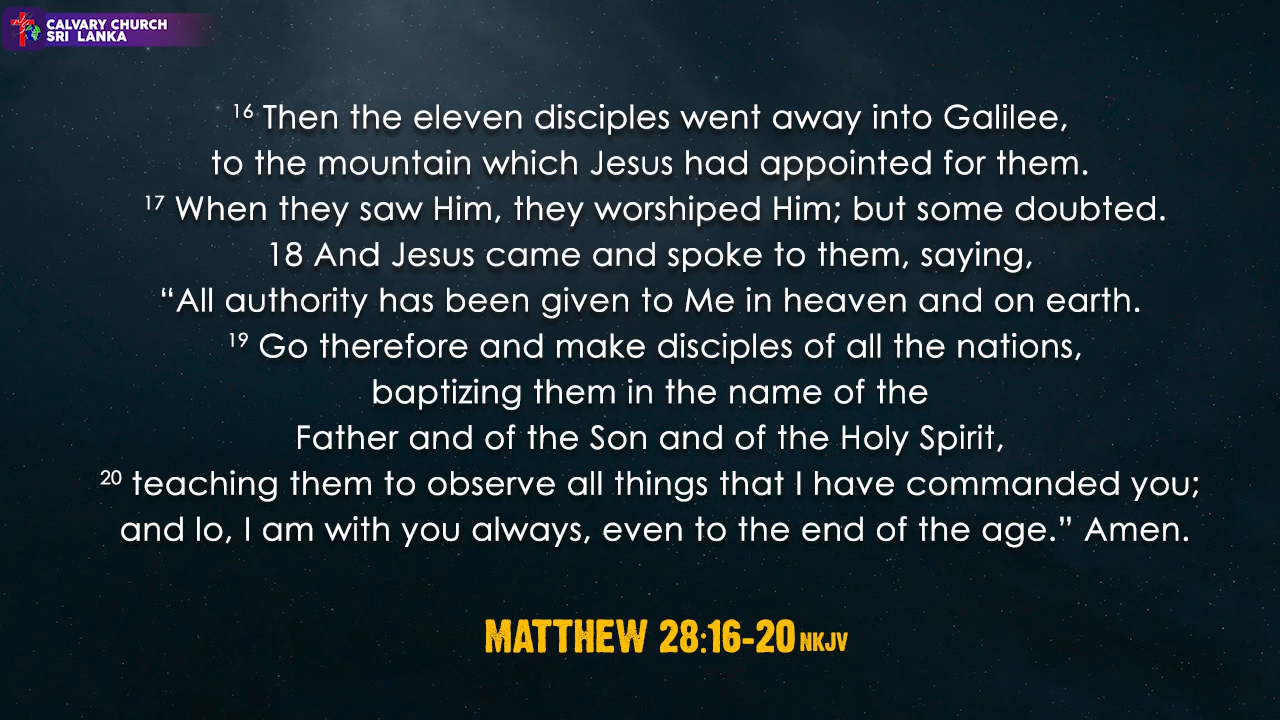 CALVARY CHURCH
SRI LANKA
16 Then the eleven disciples went away into Galilee,
to the mountain which Jesus had appointed for them.
17 When they saw Him, they worshiped Him; but some doubted.
18 And Jesus came and spoke to them, saying,
“All authority has been given to Me in heaven and on earth.
19 Go therefore and make disciples of all the nations,
baptizing them in the name of the
Father and of the Son and of the Holy Spirit,
20 teaching them to observe all things that I have commanded you;
and lo, I am with you always, even to the end of the age.” Amen.
MATTHEW 28:16-20 NKJV